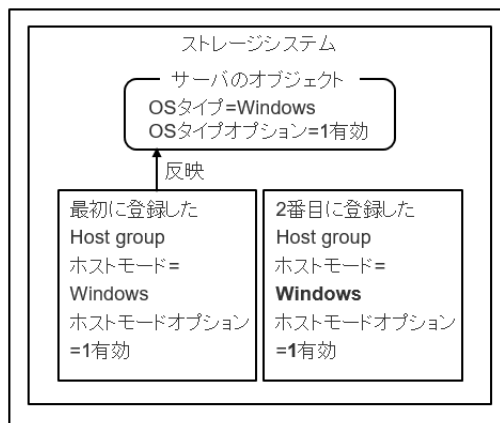 ストレージシステム
サーバのオブジェクト
OSタイプ=Windows
OSタイプオプション=1有効
反映
最初に登録した
Host group
ホストモード=
Windows
ホストモードオプション
=1有効
2番目に登録した
Host group
ホストモード=
Windows
ホストモードオプション
=1有効